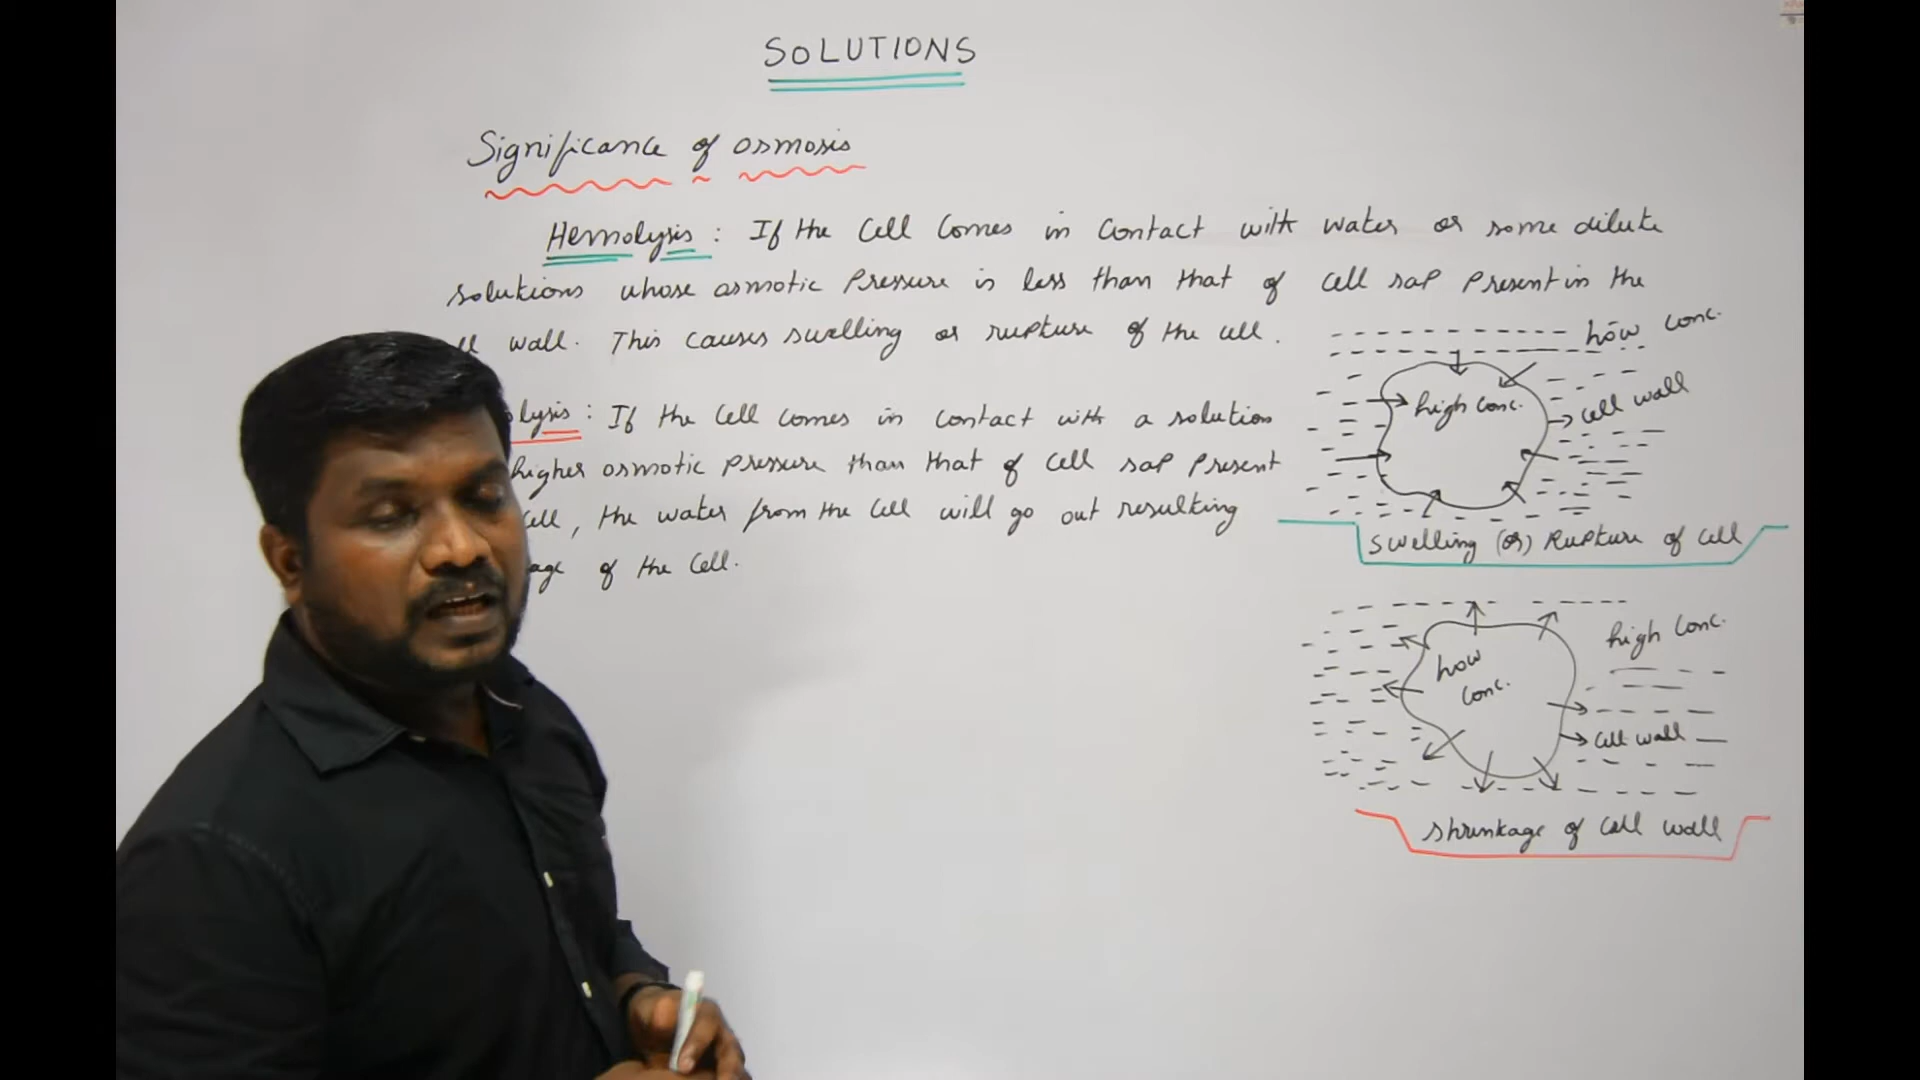 SOLUTIONS
Significance of osmosis
Hemolysis : If the Cell Comes in Contact with water or some dilute
solutions whose osmotic Pressure is less than that of Cell sap Present in the
wall. This causes swelling or rupture of the cell.
lysis : If the Cell Comes in Contact with a solution
higher osmotic pressure than that of Cell sap Present
Cell, the water from the Cell will go out resulting
age of the Cell.
low conc.
high Conc.
cell wall
swelling (or) Rupture of cell
high Conc.
low
Conc.
Cell wall
shrinkage of Cell wall